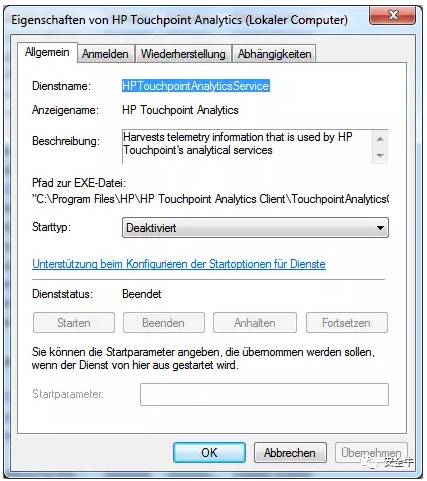 Eigenschaften von HP Touchpoint Analytics (Lokaler Computer)
Allgemein Anmelden Wiederherstellung Abhängigkeiten
Dienstname: HPTouchpointAnalyticsService
Anzeigename: HP Touchpoint Analytics
Beschreibung: Harvests telemetry information that is used by HP
Touchpoint's analytical services
Pfad zur EXE-Datei:
"C:\Program Files\HP\HP Touchpoint Analytics Client\TouchpointAnalyticsC
Starttyp: Deaktiviert
Unterstützung beim Konfigurieren der Startoptionen für Dienste
Dienststatus: Beendet
Starten Beenden Anhalten Fortsetzen
Sie können die Startparameter angeben, die übernommen werden sollen,
wenn der Dienst von hier aus gestartet wird.
Startparameter:
OK Abbrechen Übernehmen
安全牛